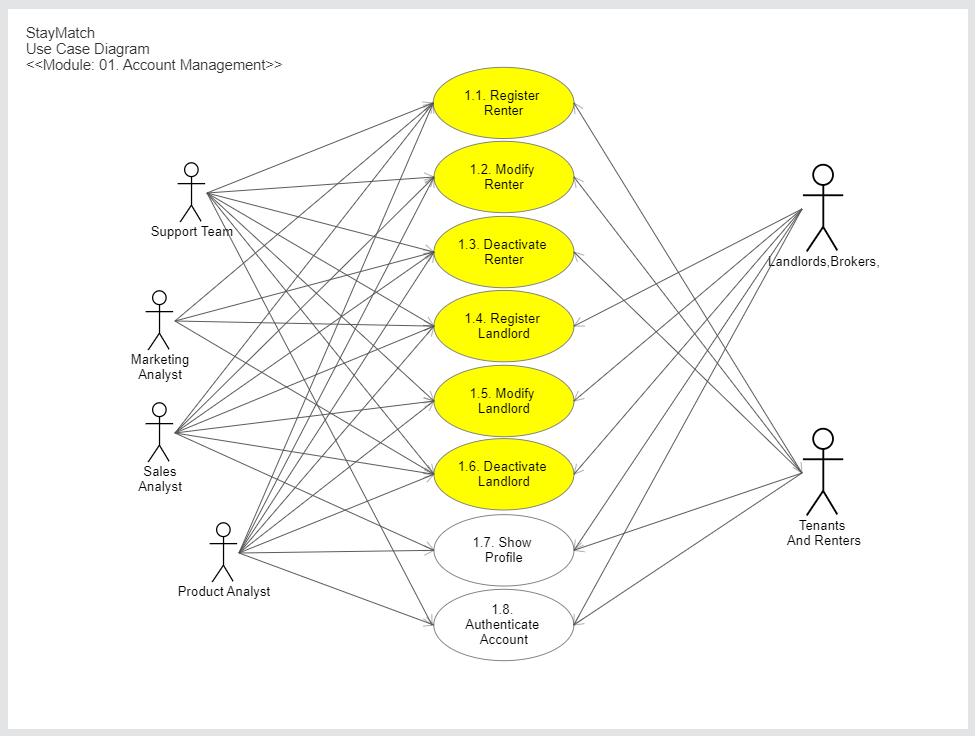 StayMatch
Use Case Diagram
<<Module: 01. Account Management>>
1.1. Register
Renter
1.2. Modify
Renter
Support Team
1.3. Deactivate
Renter
Landlords,Brokers,
1.4. Register
Landlord
Marketing
Analyst
1.5. Modify
Landlord
Sales
Analyst
1.6. Deactivate
Landlord
Tenants
And Renters
1.7. Show
Profile
Product Analyst
1.8.
Authenticate
Account